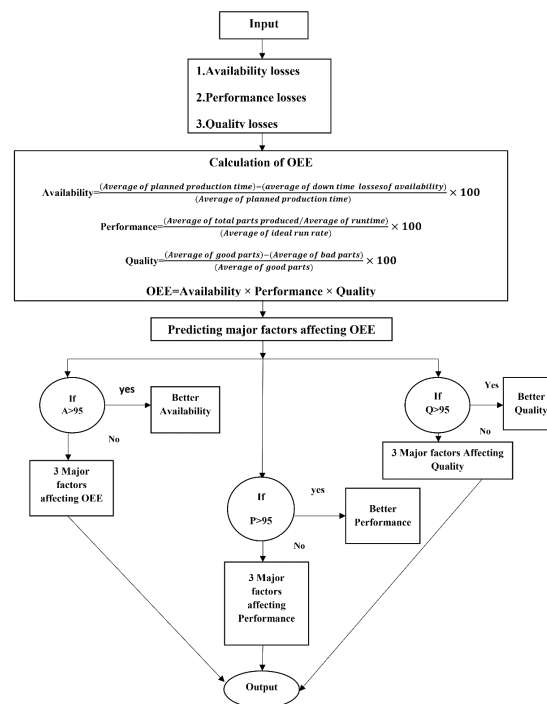 Input
1.Availability losses
2.Performance losses
3.Quality losses
Calculation of OEE
Availability=(Average of planned production time)−(average of down time lossesof availability)/(Average of planned production time) × 100
Performance=(Average of total parts produced/Average of runtime)/(Average of ideal run rate) × 100
Quality=(Average of good parts)−(Average of bad parts)/(Average of good parts) × 100
OEE=Availability × Performance × Quality
Predicting major factors affecting OEE
If
A>95
yes
Better
Availability
No
3 Major
factors
affecting OEE
If
Q>95
Yes
Better
Quality
No
3 Major factors Affecting
Quality
If
P>95
yes
Better
Performance
No
3 Major
factors
affecting
Performance
Output